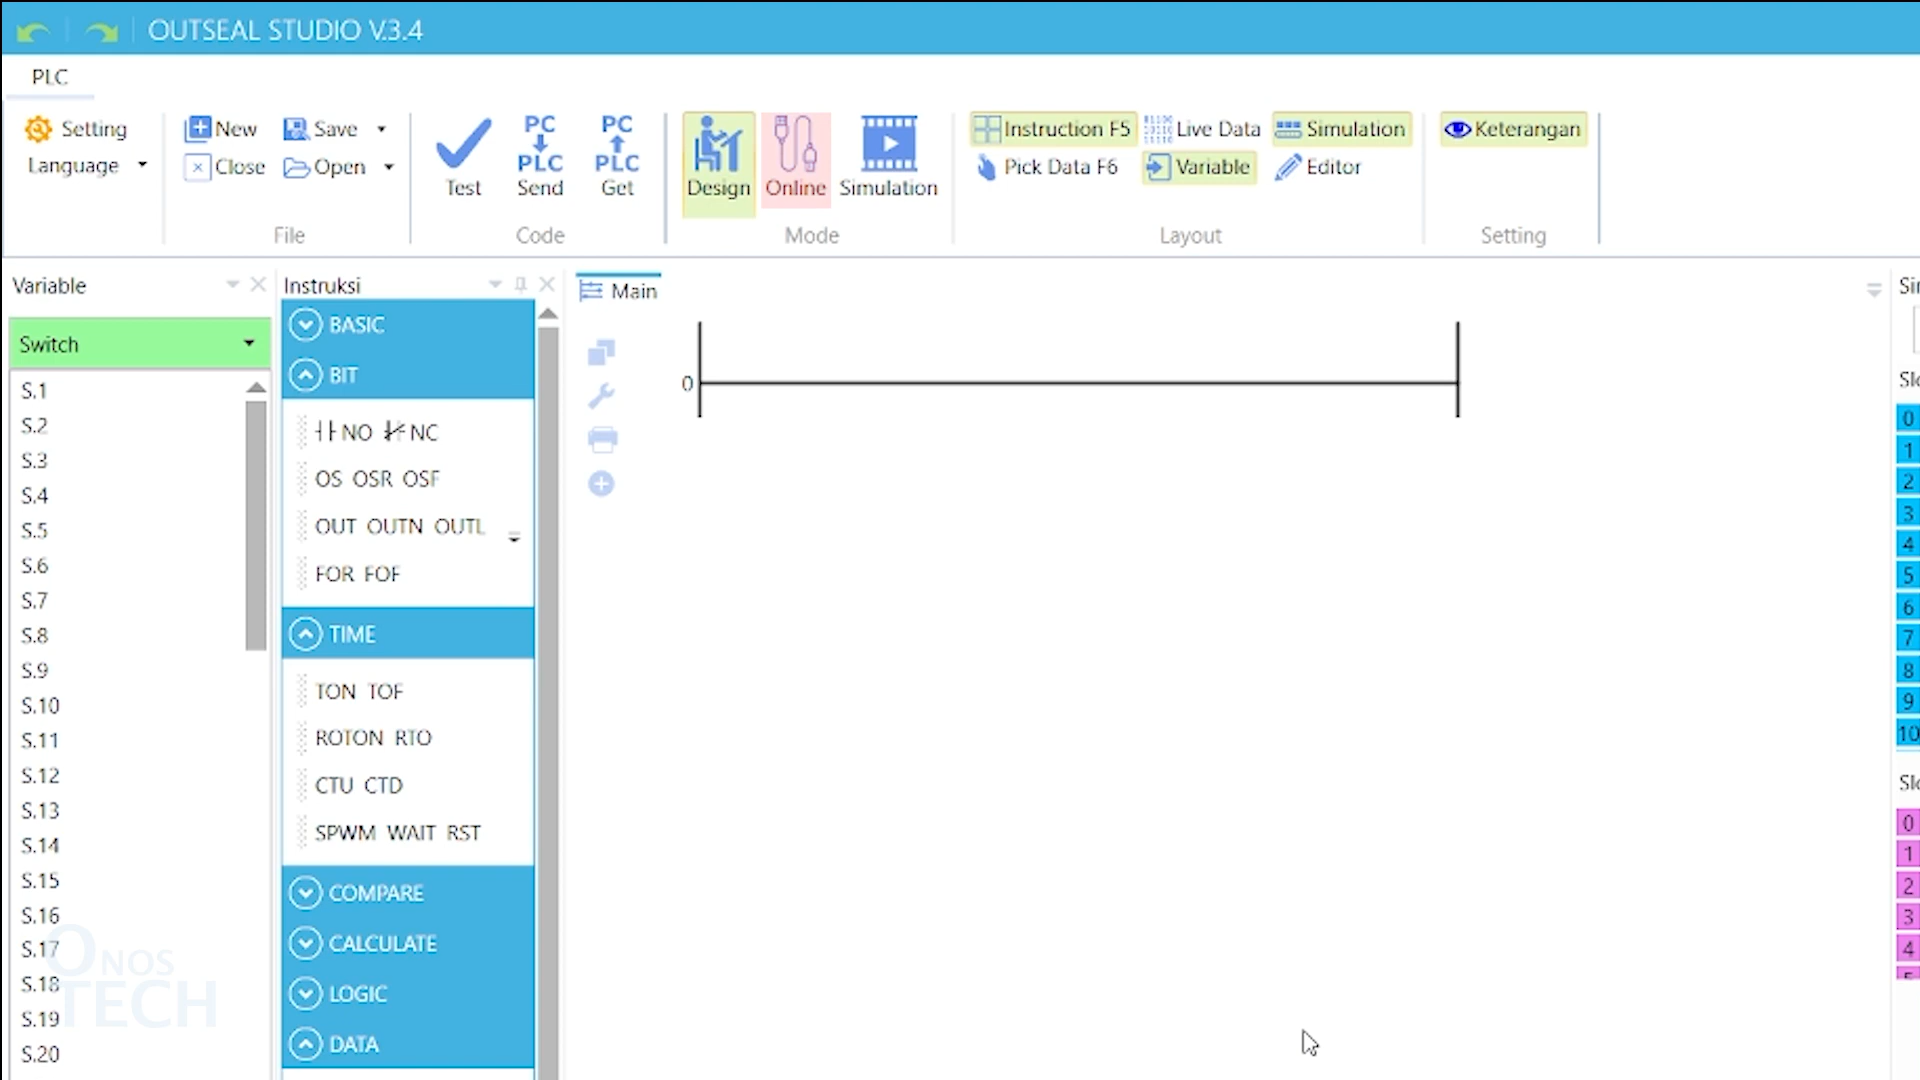 OUTSEAL STUDIO V.3.4
PLC
Setting
Language
New
Close
Save
Open
File
Test
PC
PLC
Send
PC
PLC
Get
Code
Design
Online
Simulation
Mode
Instruction F5
Pick Data F6
Live Data
Variable
Simulation
Editor
Layout
Keterangan
Setting
Variable
Switch
S.1
S.2
S.3
S.4
S.5
S.6
S.7
S.8
S.9
S.10
S.11
S.12
S.13
S.14
S.15
S.16
S.17
S.18
S.19
S.20
ONOS
TECH
Instruksi
BASIC
BIT
NO NC
OS OSR OSF
OUT OUTN OUTL
FOR FOF
TIME
TON TOF
ROTON RTO
CTU CTD
SPWM WAIT RST
COMPARE
CALCULATE
LOGIC
DATA
Main
0
0
1
2
3
4
5
6
7
8
9
10
0
1
2
3
4